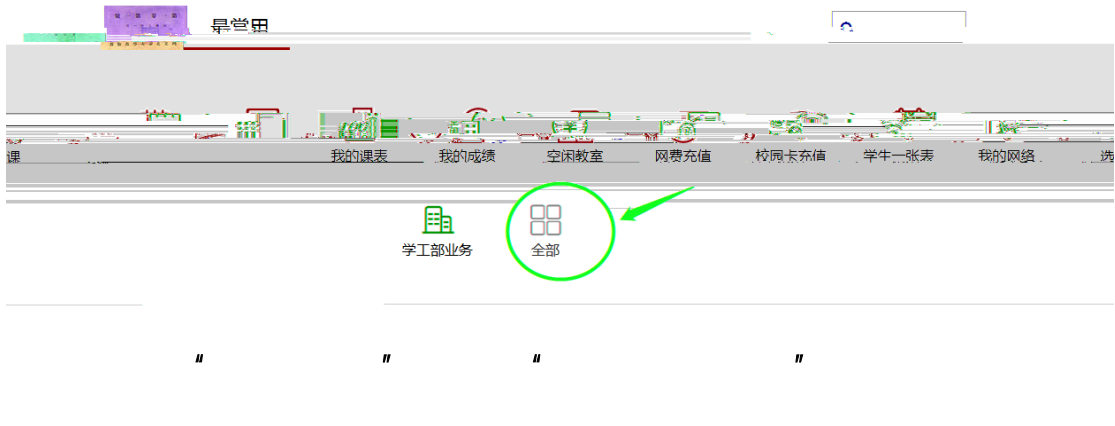 最常用
课 我的课表 我的成绩 空闲教室 网费充值 校园卡充值 学生一张表 我的网络 选
学工部业务 全部
“ ” “ ”